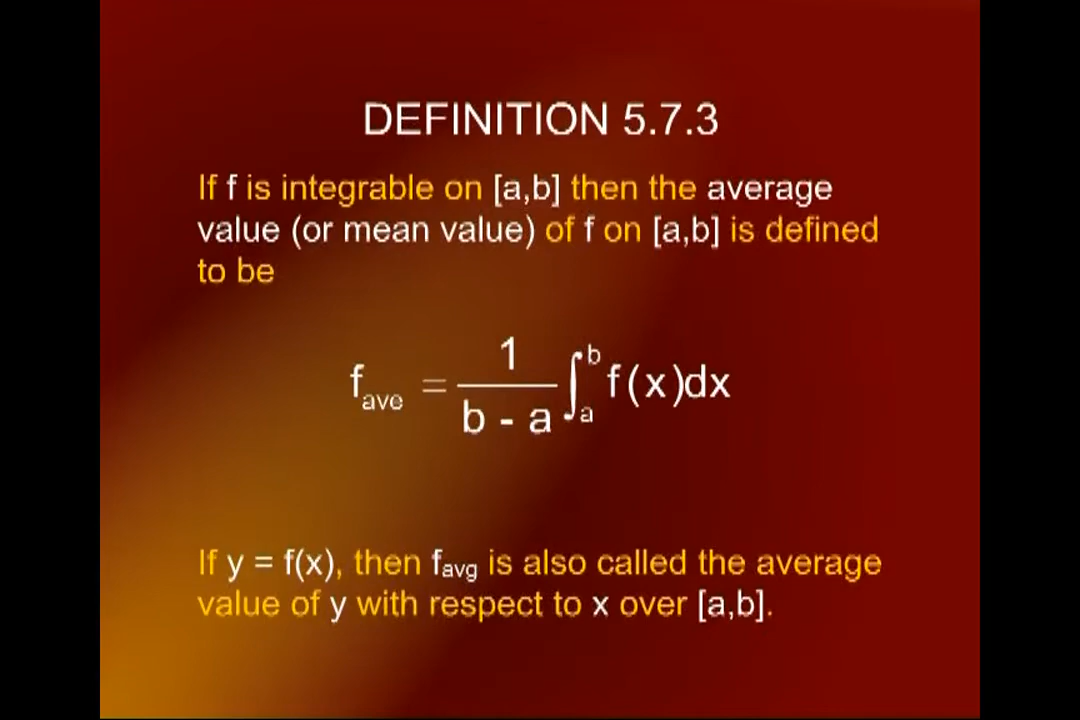 DEFINITION 5.7.3
If f is integrable on [a,b] then the average
value (or mean value) of f on [a,b] is defined
to be
f_ave = 1/(b - a) ∫_a^b f(x)dx
If y = f(x), then f_avg is also called the average
value of y with respect to x over [a,b].